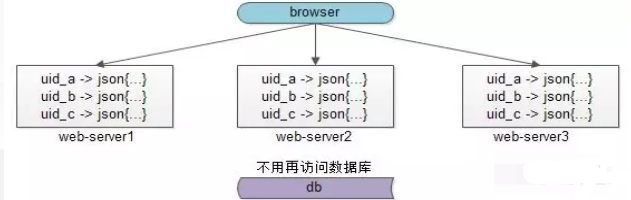 browser
uid_a -> json{...}
uid_b -> json{...}
uid_c -> json{...}
web-server1
uid_a -> json{...}
uid_b -> json{...}
uid_c -> json{...}
web-server2
uid_a -> json{...}
uid_b -> json{...}
uid_c -> json{...}
web-server3
不用再访问数据库
db